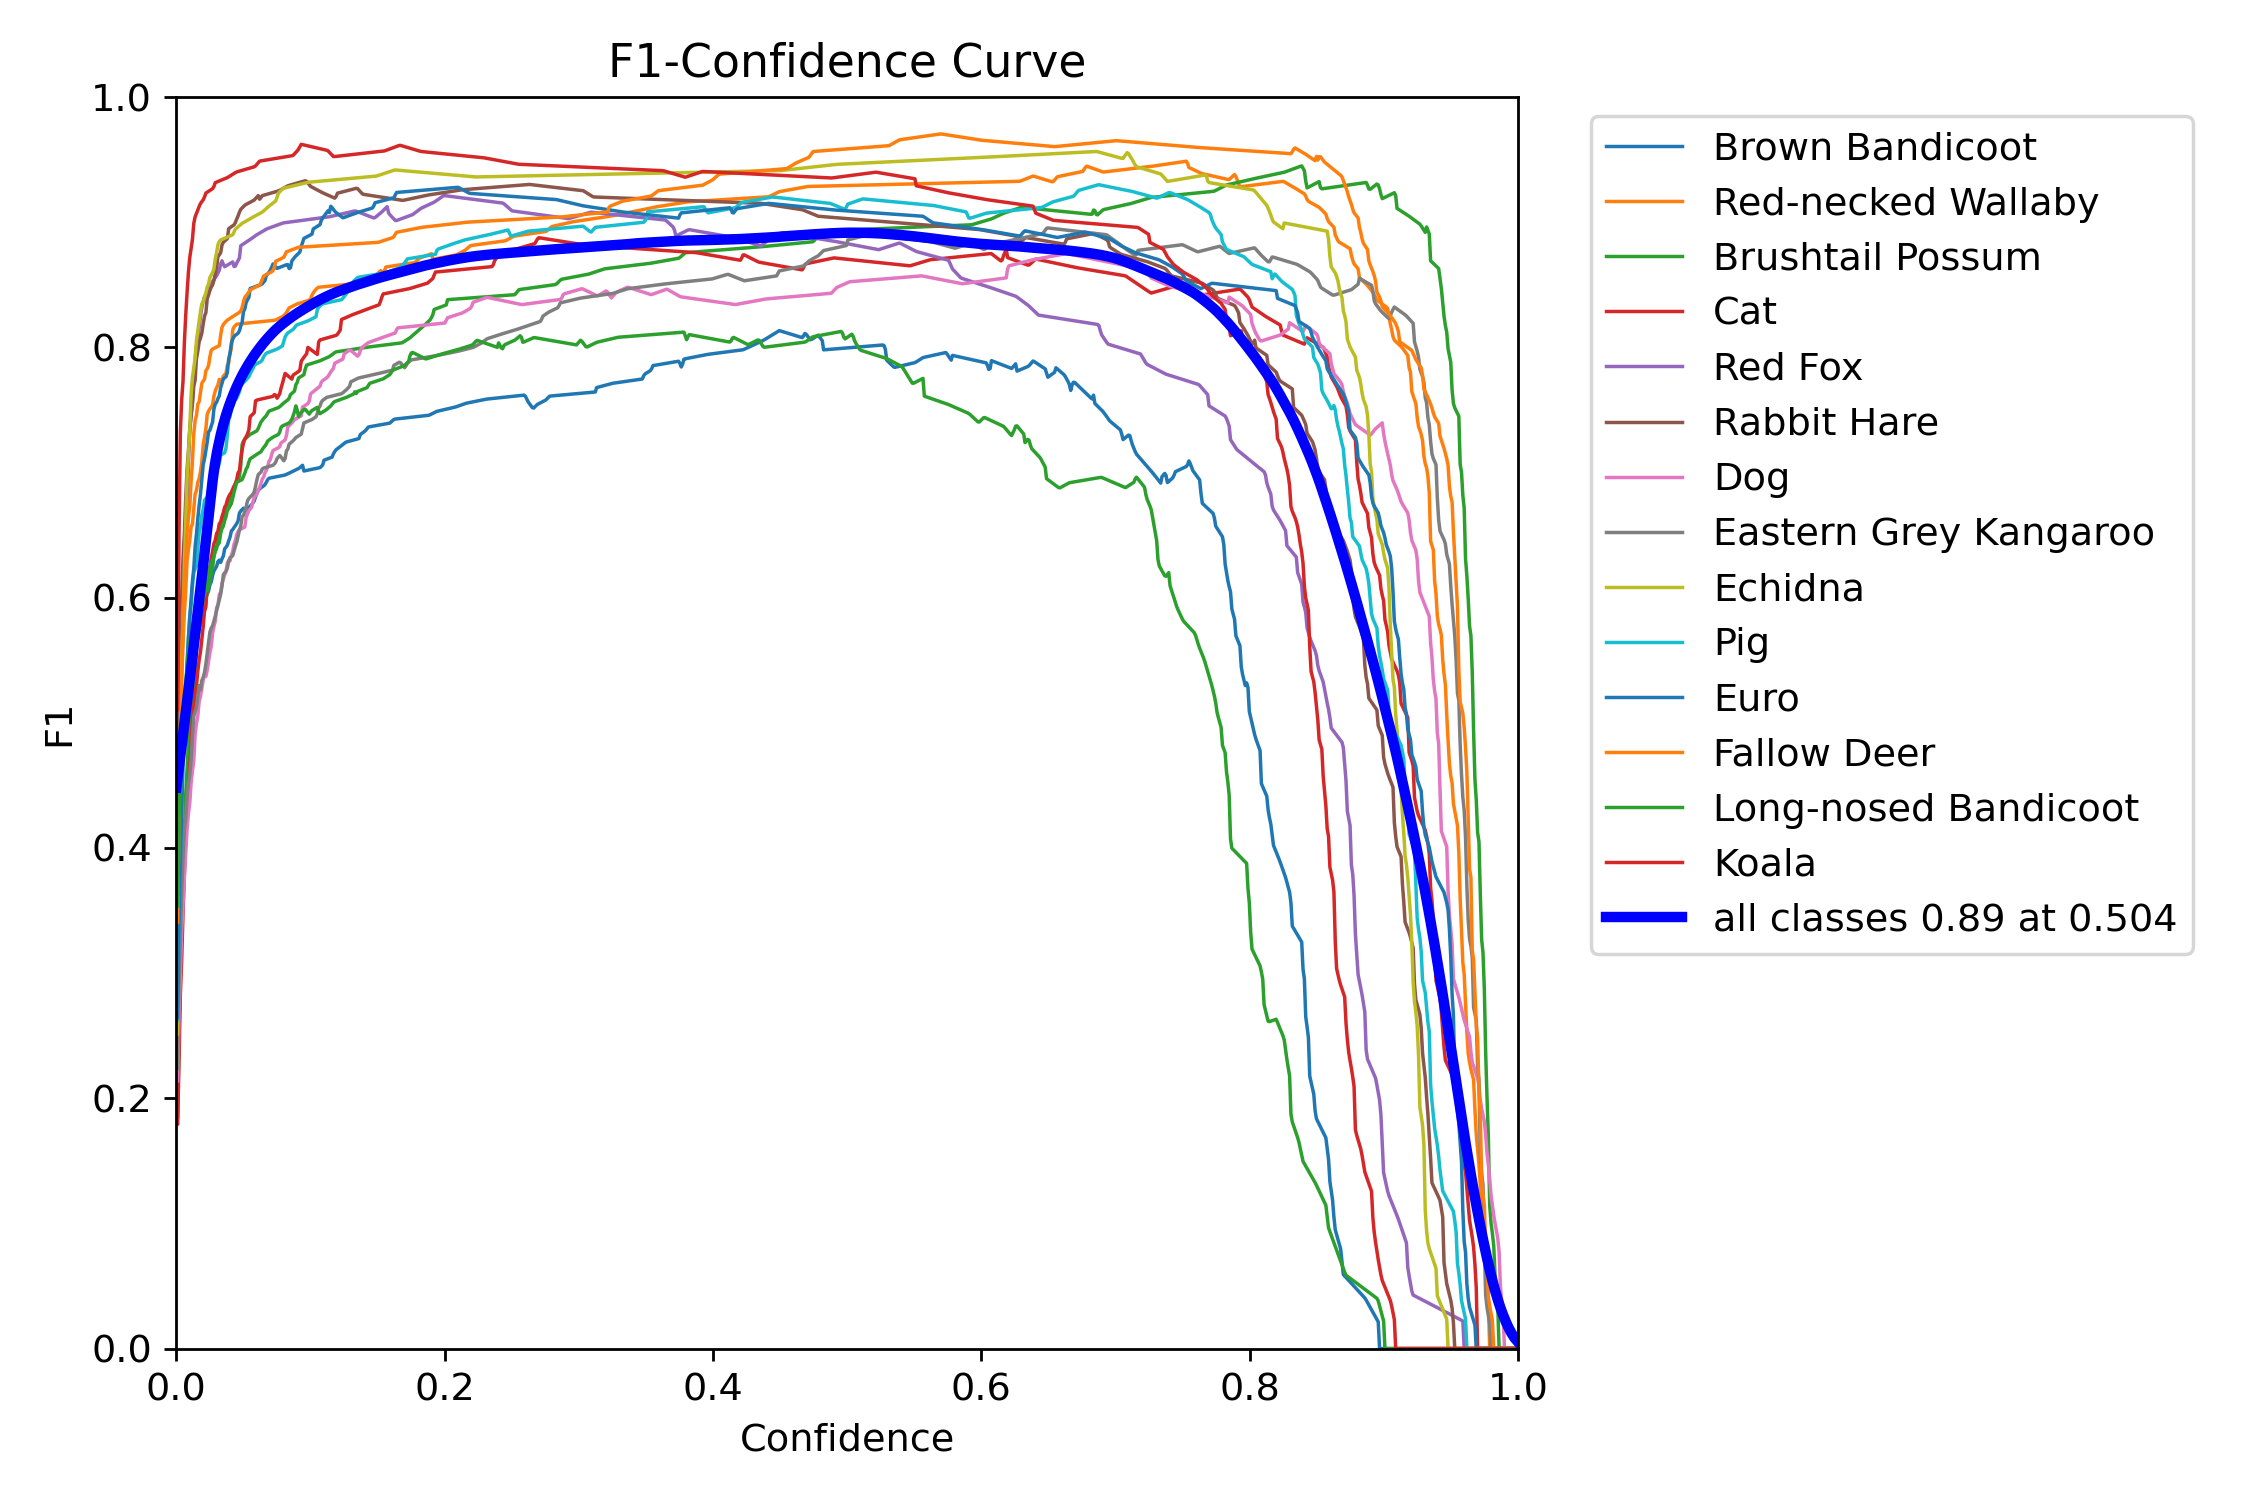 F1-Confidence Curve
1.0
0.8
0.6
0.4
0.2
0.0
F1
0.0 0.2 0.4 0.6 0.8 1.0
Confidence
Brown Bandicoot
Red-necked Wallaby
Brushtail Possum
Cat
Red Fox
Rabbit Hare
Dog
Eastern Grey Kangaroo
Echidna
Pig
Euro
Fallow Deer
Long-nosed Bandicoot
Koala
all classes 0.89 at 0.504